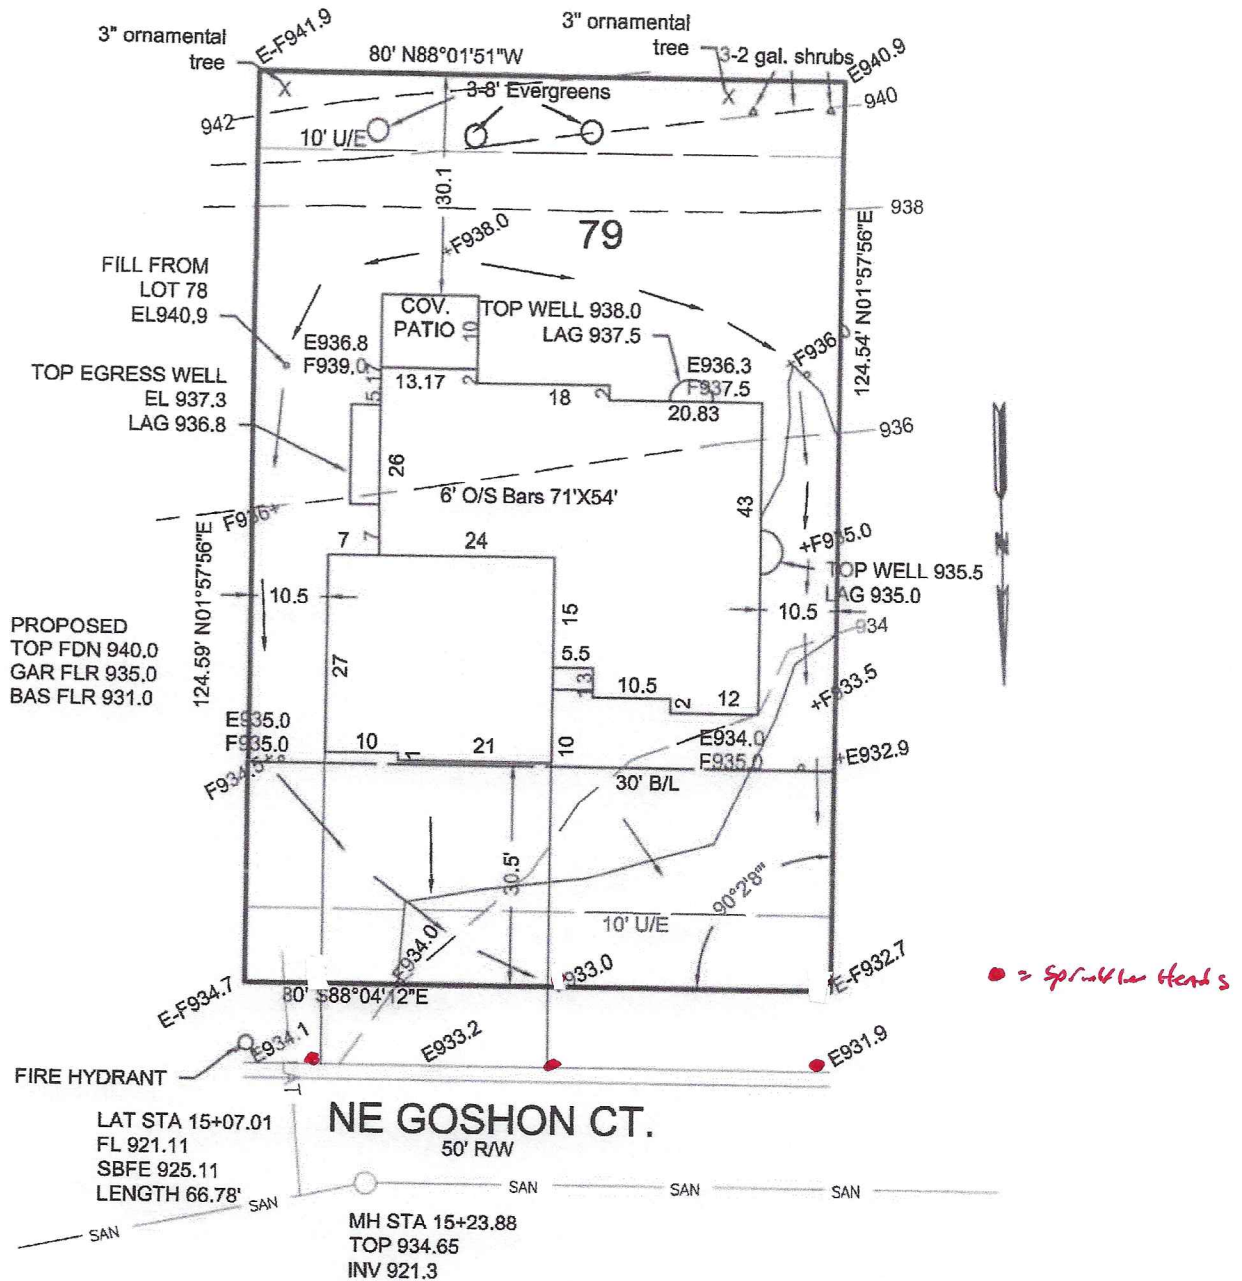 3" ornamental
tree
E-F941.9
80' N88°01'51"W
3" ornamental
tree
3-2 gal. shrubs
E940.9
3-8' Evergreens
940
942
10' U/E
30.1
938
79
+F938.0
124.54' N01°57'56"E
FILL FROM
LOT 78
EL940.9
COV.
PATIO
10
TOP WELL 938.0
LAG 937.5
E936.8
F939.0
E936.3
F937.5
TOP EGRESS WELL
EL 937.3
LAG 936.8
5.17
13.17
2
18
2
20.83
936
26
6' O/S Bars 71'X54'
43
7
7
24
+F935.0
TOP WELL 935.5
LAG 935.0
124.59' N01°57'56"E
10.5
10.5
934
PROPOSED
TOP FDN 940.0
GAR FLR 935.0
BAS FLR 931.0
15
5.5
27
3
10.5
2
12
+F933.5
E935.0
F935.0
10
1
21
10
E934.0
F935.0
+E932.9
F934.5+
30' B/L
30.5'
90°2'8"
10' U/E
E934.0
933.0
E-F932.7
● = Sprinkler Heads
E-F934.7
80' S88°04'12"E
E934.1
E933.2
E931.9
FIRE HYDRANT
LAT
NE GOSHON CT.
50' R/W
LAT STA 15+07.01
FL 921.11
SBFE 925.11
LENGTH 66.78'
SAN
SAN
SAN
SAN
SAN
MH STA 15+23.88
TOP 934.65
INV 921.3
N